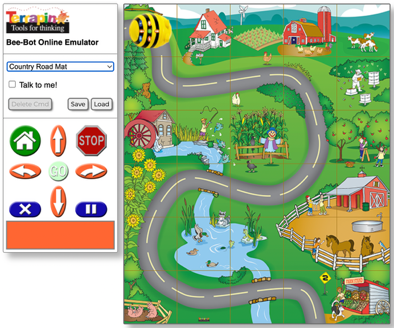 Terrapin
Tools for thinking
Bee-Bot Online Emulator
Country Road Mat
Talk to me!
Delete Cmd
Save
Load
STOP
GO